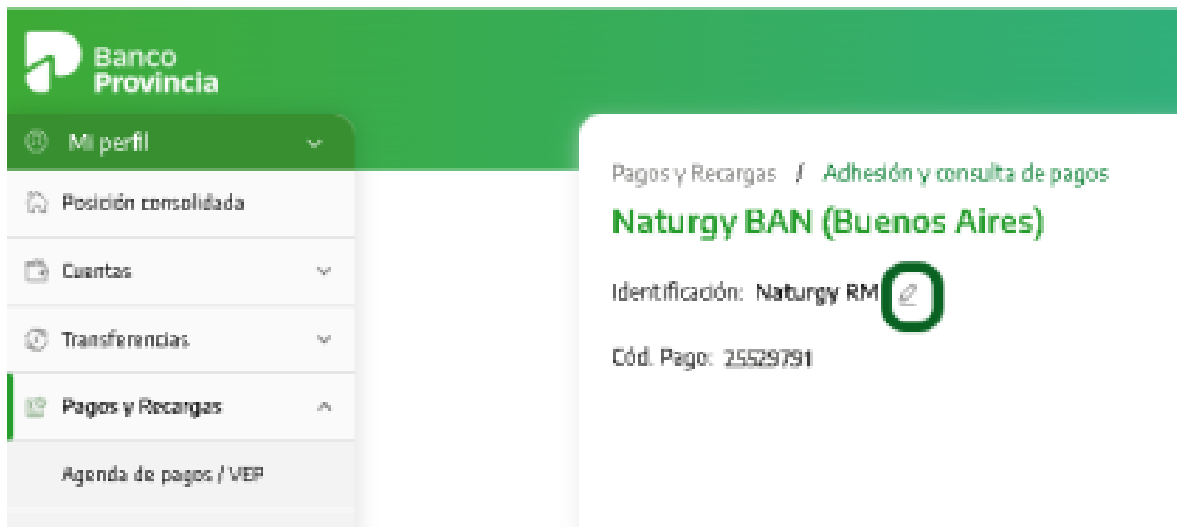 Banco
Provincia
Mi perfil
Posición consolidada
Cuentas
Transferencias
Pagos y Recargas
Agenda de pagos / VEP
Pagos y Recargas / Adhesión y consulta de pagos
Naturgy BAN (Buenos Aires)
Identificación: Naturgy RM
Cód. Pago: 25529791